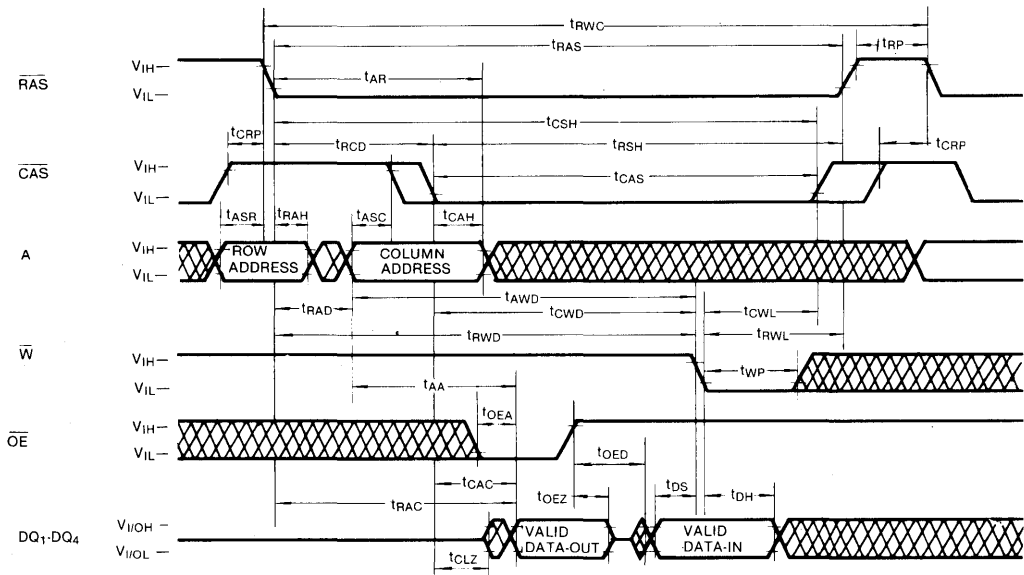 tRWC
tRAS
tRP
RAS
VIH
VIL
tAR
tCSH
tCRP
tRCD
tRSH
tCRP
CAS
VIH
VIL
tCAS
tASR
tRAH
tASC
tCAH
A
VIH
VIL
ROW
ADDRESS
COLUMN
ADDRESS
tRAD
tAWD
tCWD
tCWL
tRWD
tRWL
W
VIH
VIL
tWP
tAA
tOEA
OE
VIH
VIL
tOED
tCAC
tRAC
tOEZ
tDS
tDH
DQ1-DQ4
VI/OH
VI/OL
VALID
DATA-OUT
VALID
DATA-IN
tCLZ